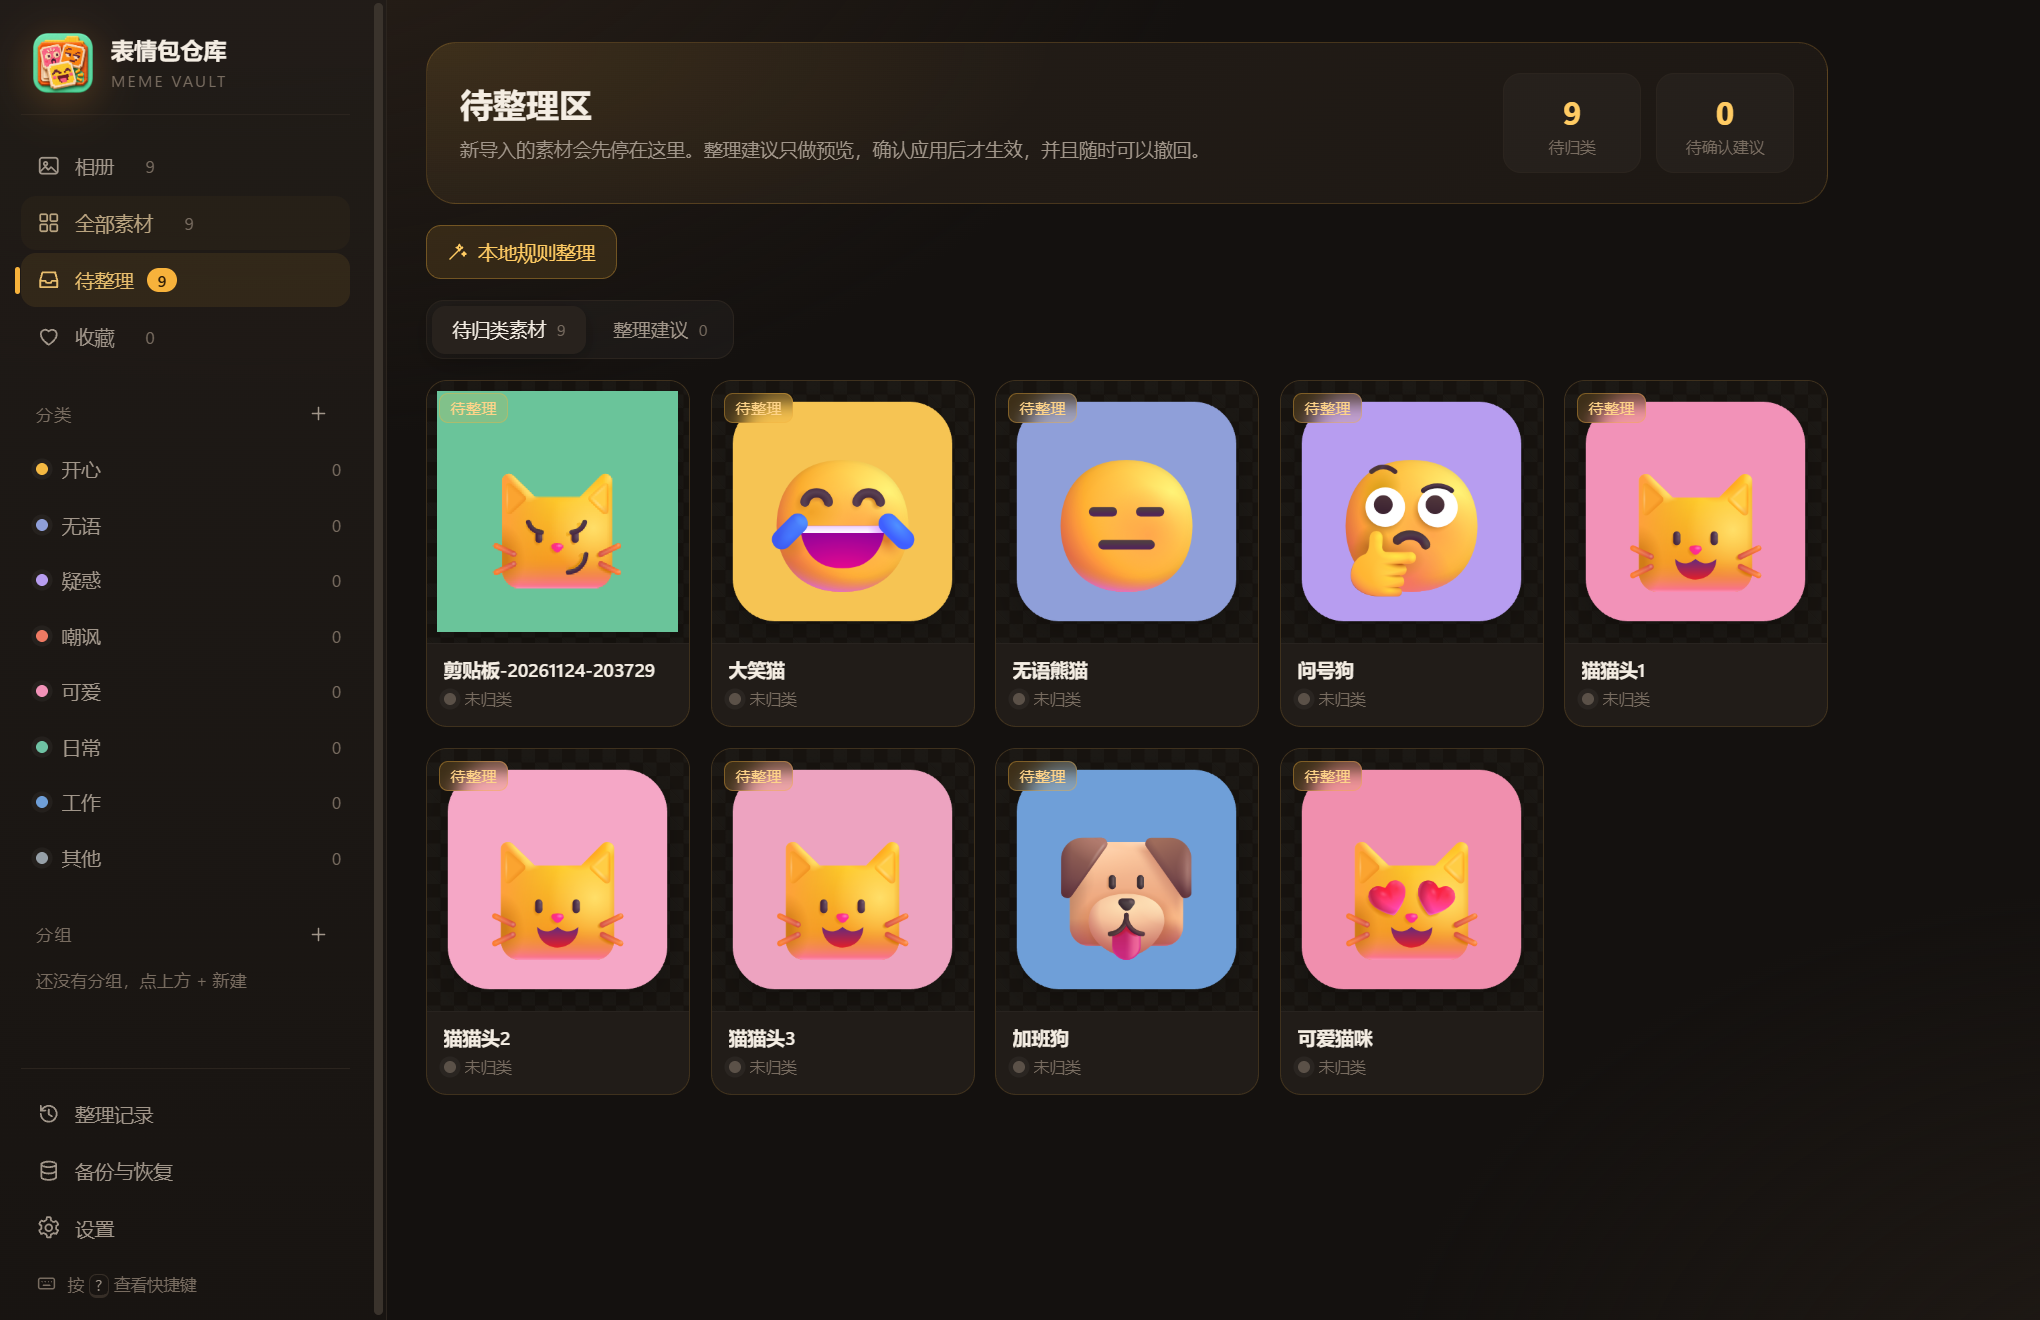 表情包仓库
MEME VAULT
相册 9
全部素材 9
待整理 9
收藏 0
分类 +
开心 0
无语 0
疑惑 0
嘲讽 0
可爱 0
日常 0
工作 0
其他 0
分组 +
还没有分组，点上方 + 新建
整理记录
备份与恢复
设置
按 ? 查看快捷键
待整理区
新导入的素材会先停在这里。整理建议只做预览，确认应用后才生效，并且随时可以撤回。
9
待归类
0
待确认建议
本地规则整理
待归类素材 9
整理建议 0
待整理
剪贴板-20261124-203729
未归类
待整理
大笑猫
未归类
待整理
无语熊猫
未归类
待整理
问号狗
未归类
待整理
猫猫头1
未归类
待整理
猫猫头2
未归类
待整理
猫猫头3
未归类
待整理
加班狗
未归类
待整理
可爱猫咪
未归类